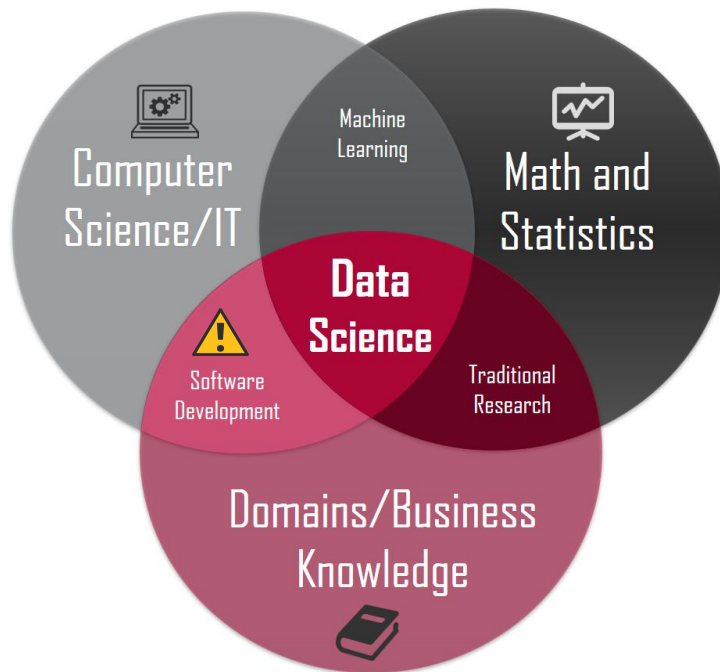 Machine
Learning
Computer
Science/IT
Math and
Statistics
Data
Science
Software
Development
Traditional
Research
Domains/Business
Knowledge